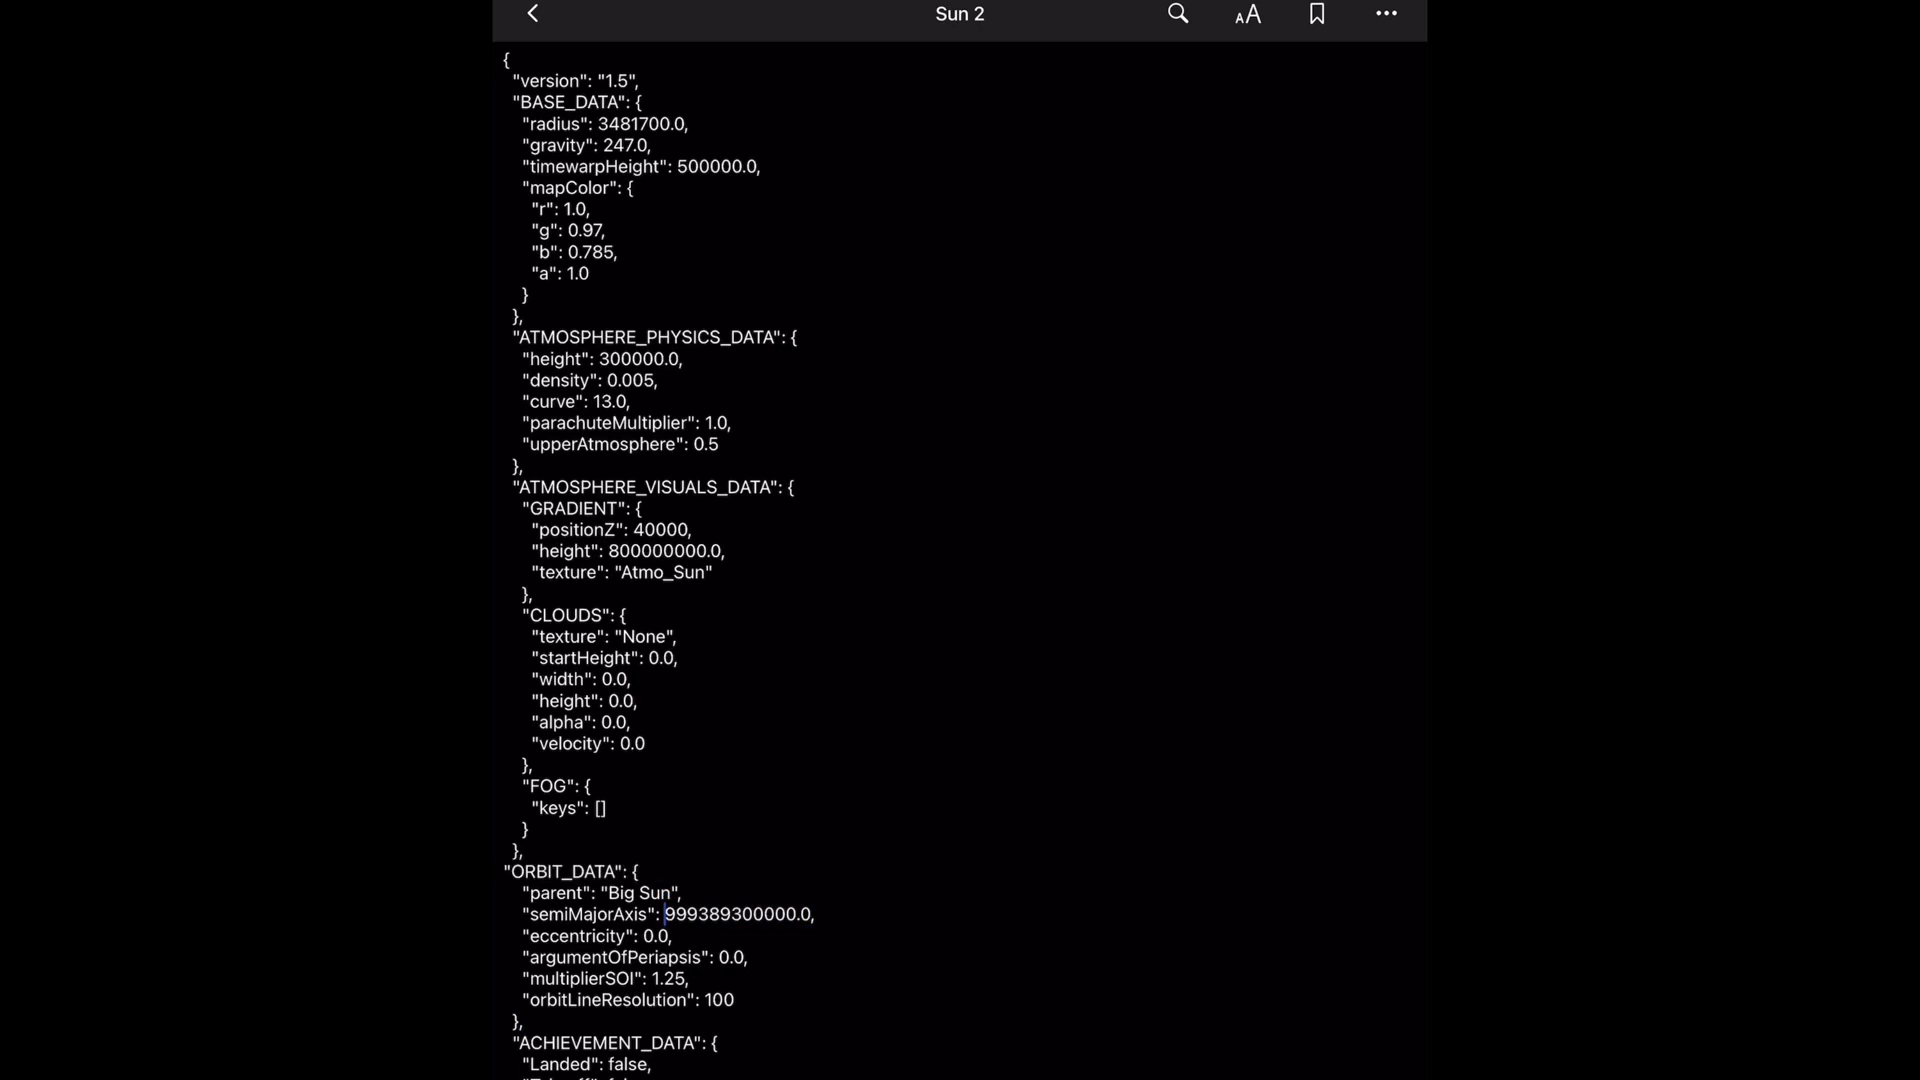 Sun 2
AA
{
"version": "1.5",
"BASE_DATA": {
"radius": 3481700.0,
"gravity": 247.0,
"timewarpHeight": 500000.0,
"mapColor": {
"r": 1.0,
"g": 0.97,
"b": 0.785,
"a": 1.0
}
},
"ATMOSPHERE_PHYSICS_DATA": {
"height": 300000.0,
"density": 0.005,
"curve": 13.0,
"parachuteMultiplier": 1.0,
"upperAtmosphere": 0.5
},
"ATMOSPHERE_VISUALS_DATA": {
"GRADIENT": {
"positionZ": 40000,
"height": 800000000.0,
"texture": "Atmo_Sun"
},
"CLOUDS": {
"texture": "None",
"startHeight": 0.0,
"width": 0.0,
"height": 0.0,
"alpha": 0.0,
"velocity": 0.0
},
"FOG": {
"keys": []
}
},
"ORBIT_DATA": {
"parent": "Big Sun",
"semiMajorAxis": 999389300000.0,
"eccentricity": 0.0,
"argumentOfPeriapsis": 0.0,
"multiplierSOI": 1.25,
"orbitLineResolution": 100
},
"ACHIEVEMENT_DATA": {
"Landed": false,